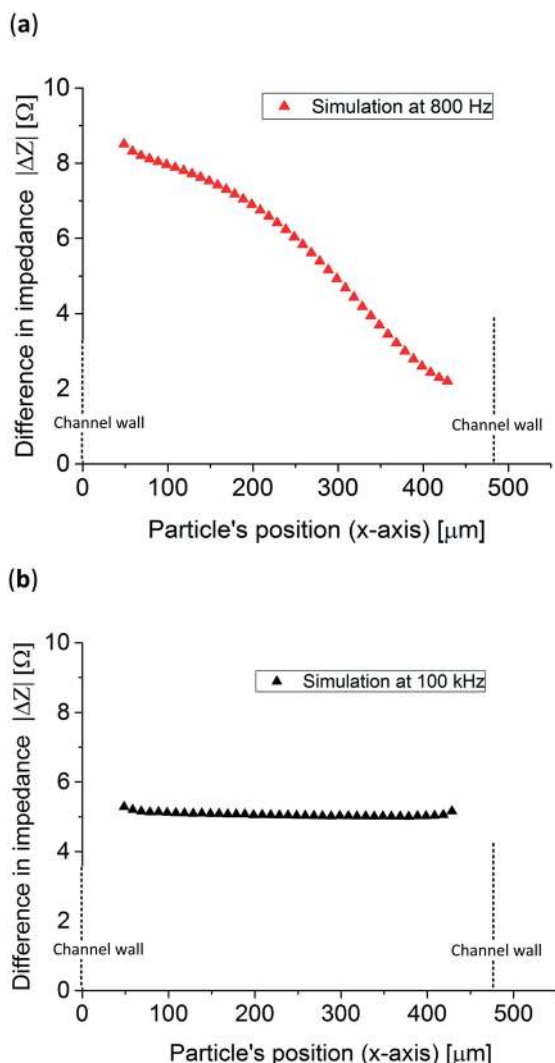 (a)
10
▲ Simulation at 800 Hz
8
6
4
2
0
Difference in impedance |ΔZ| [Ω]
Channel wall
Channel wall
0 100 200 300 400 500
Particle's position (x-axis) [μm]
(b)
10
▲ Simulation at 100 kHz
8
6
4
2
0
Difference in impedance |ΔZ| [Ω]
Channel wall
Channel wall
0 100 200 300 400 500
Particle's position (x-axis) [μm]